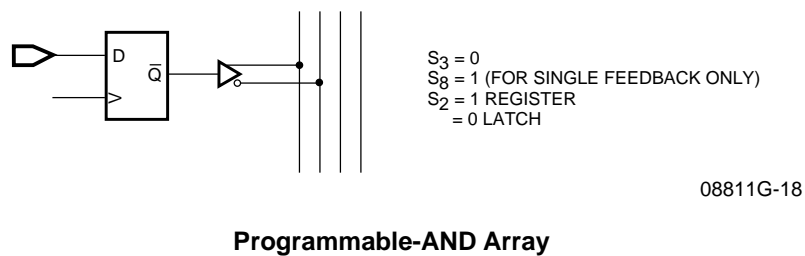 D
Q̅
S3 = 0
S8 = 1 (FOR SINGLE FEEDBACK ONLY)
S2 = 1 REGISTER
= 0 LATCH
08811G-18
Programmable-AND Array